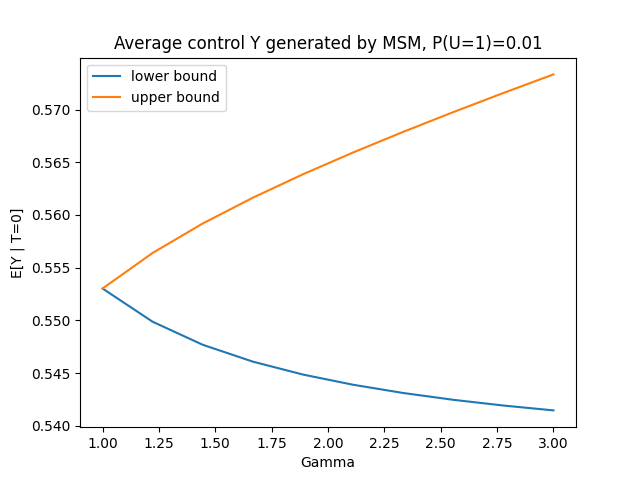 Average control Y generated by MSM, P(U=1)=0.01
lower bound
upper bound
E[Y | T=0]
0.570
0.565
0.560
0.555
0.550
0.545
0.540
1.00 1.25 1.50 1.75 2.00 2.25 2.50 2.75 3.00
Gamma